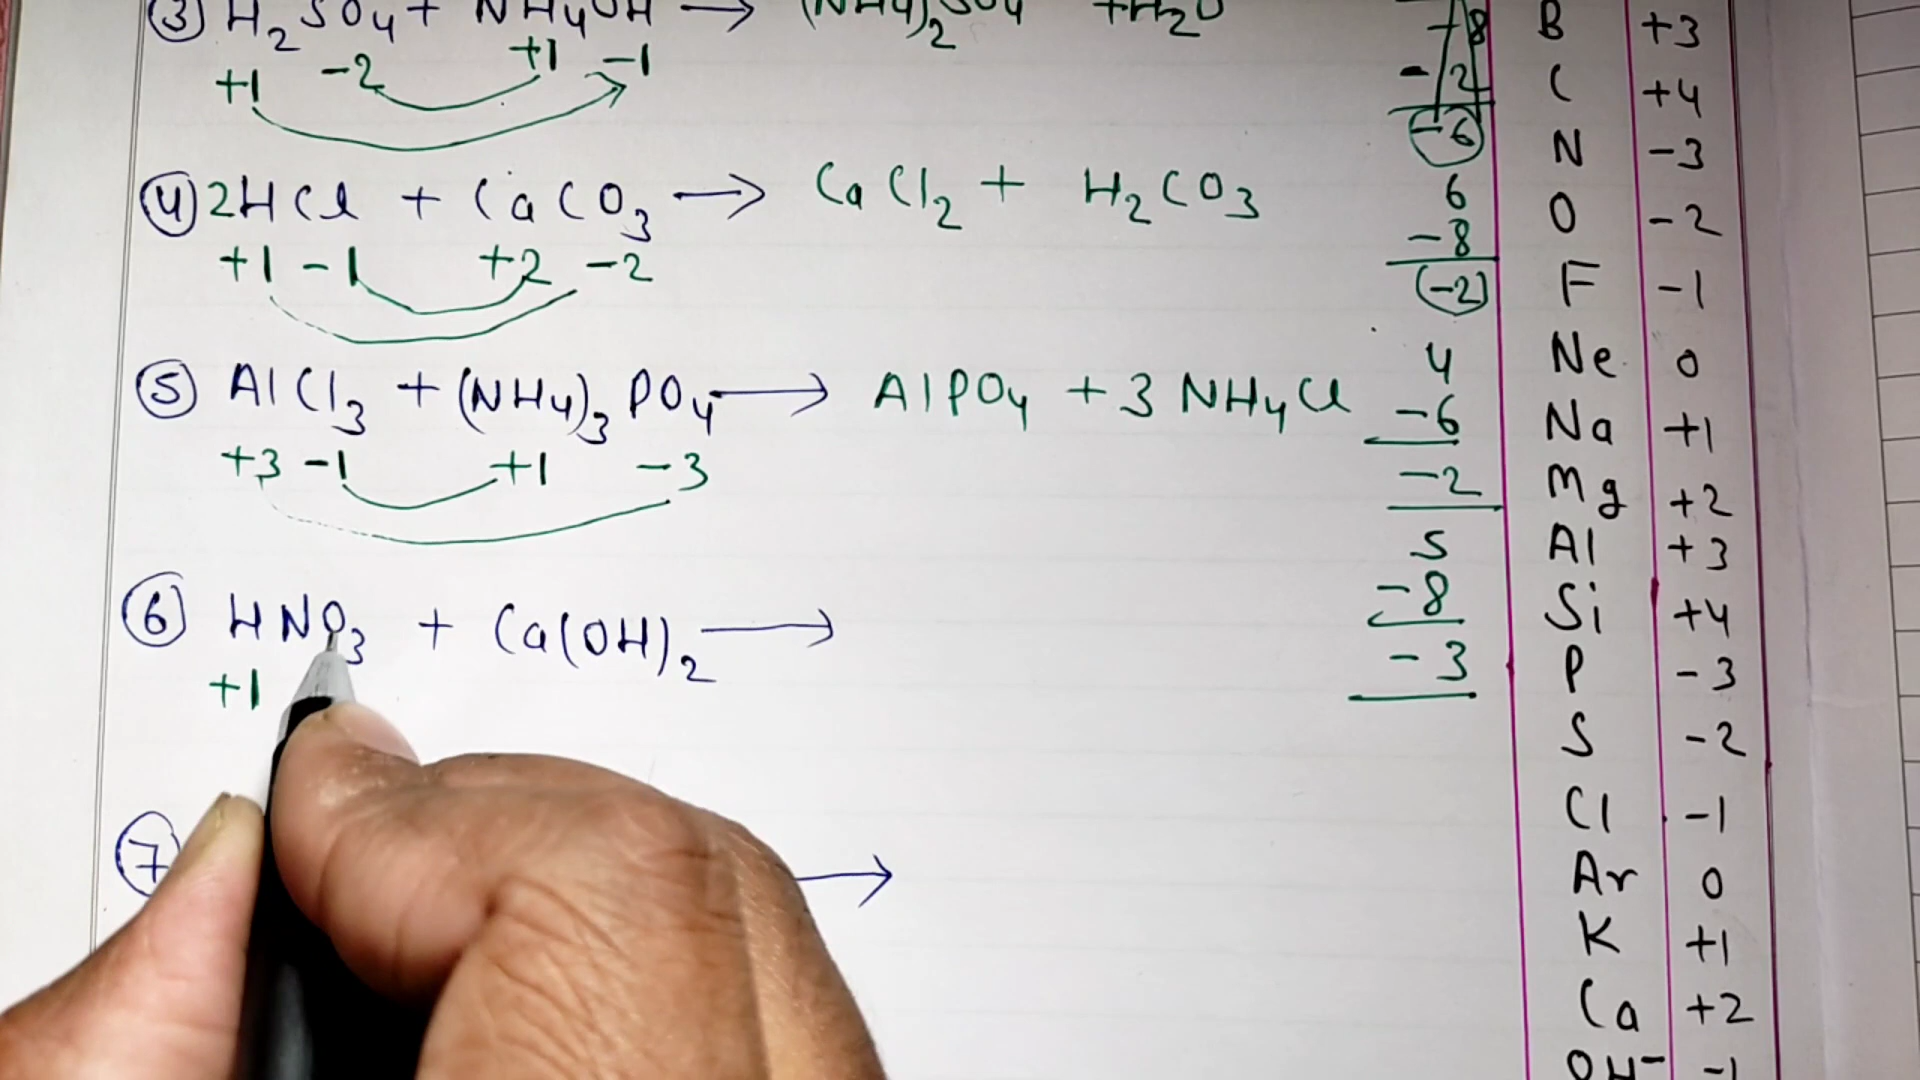 ③ H₂SO₄ + NH₄OH ⟶ (NH₄)₂SO₄ + H₂O
+1 -2 +1 -1
④ 2HCl + CaCO₃ ⟶ CaCl₂ + H₂CO₃
+1 -1 +2 -2
⑤ AlCl₃ + (NH₄)₃PO₄ ⟶ AlPO₄ + 3NH₄Cl
+3 -1 +1 -3
⑥ HNO₃ + Ca(OH)₂ ⟶
+1
⑦ ⟶
-2
-6
6
-8
-2
4
-6
-2
5
-8
-3
B +3
C +4
N -3
O -2
F -1
Ne 0
Na +1
Mg +2
Al +3
Si +4
P -3
S -2
Cl -1
Ar 0
K +1
Ca +2
OH⁻ -1